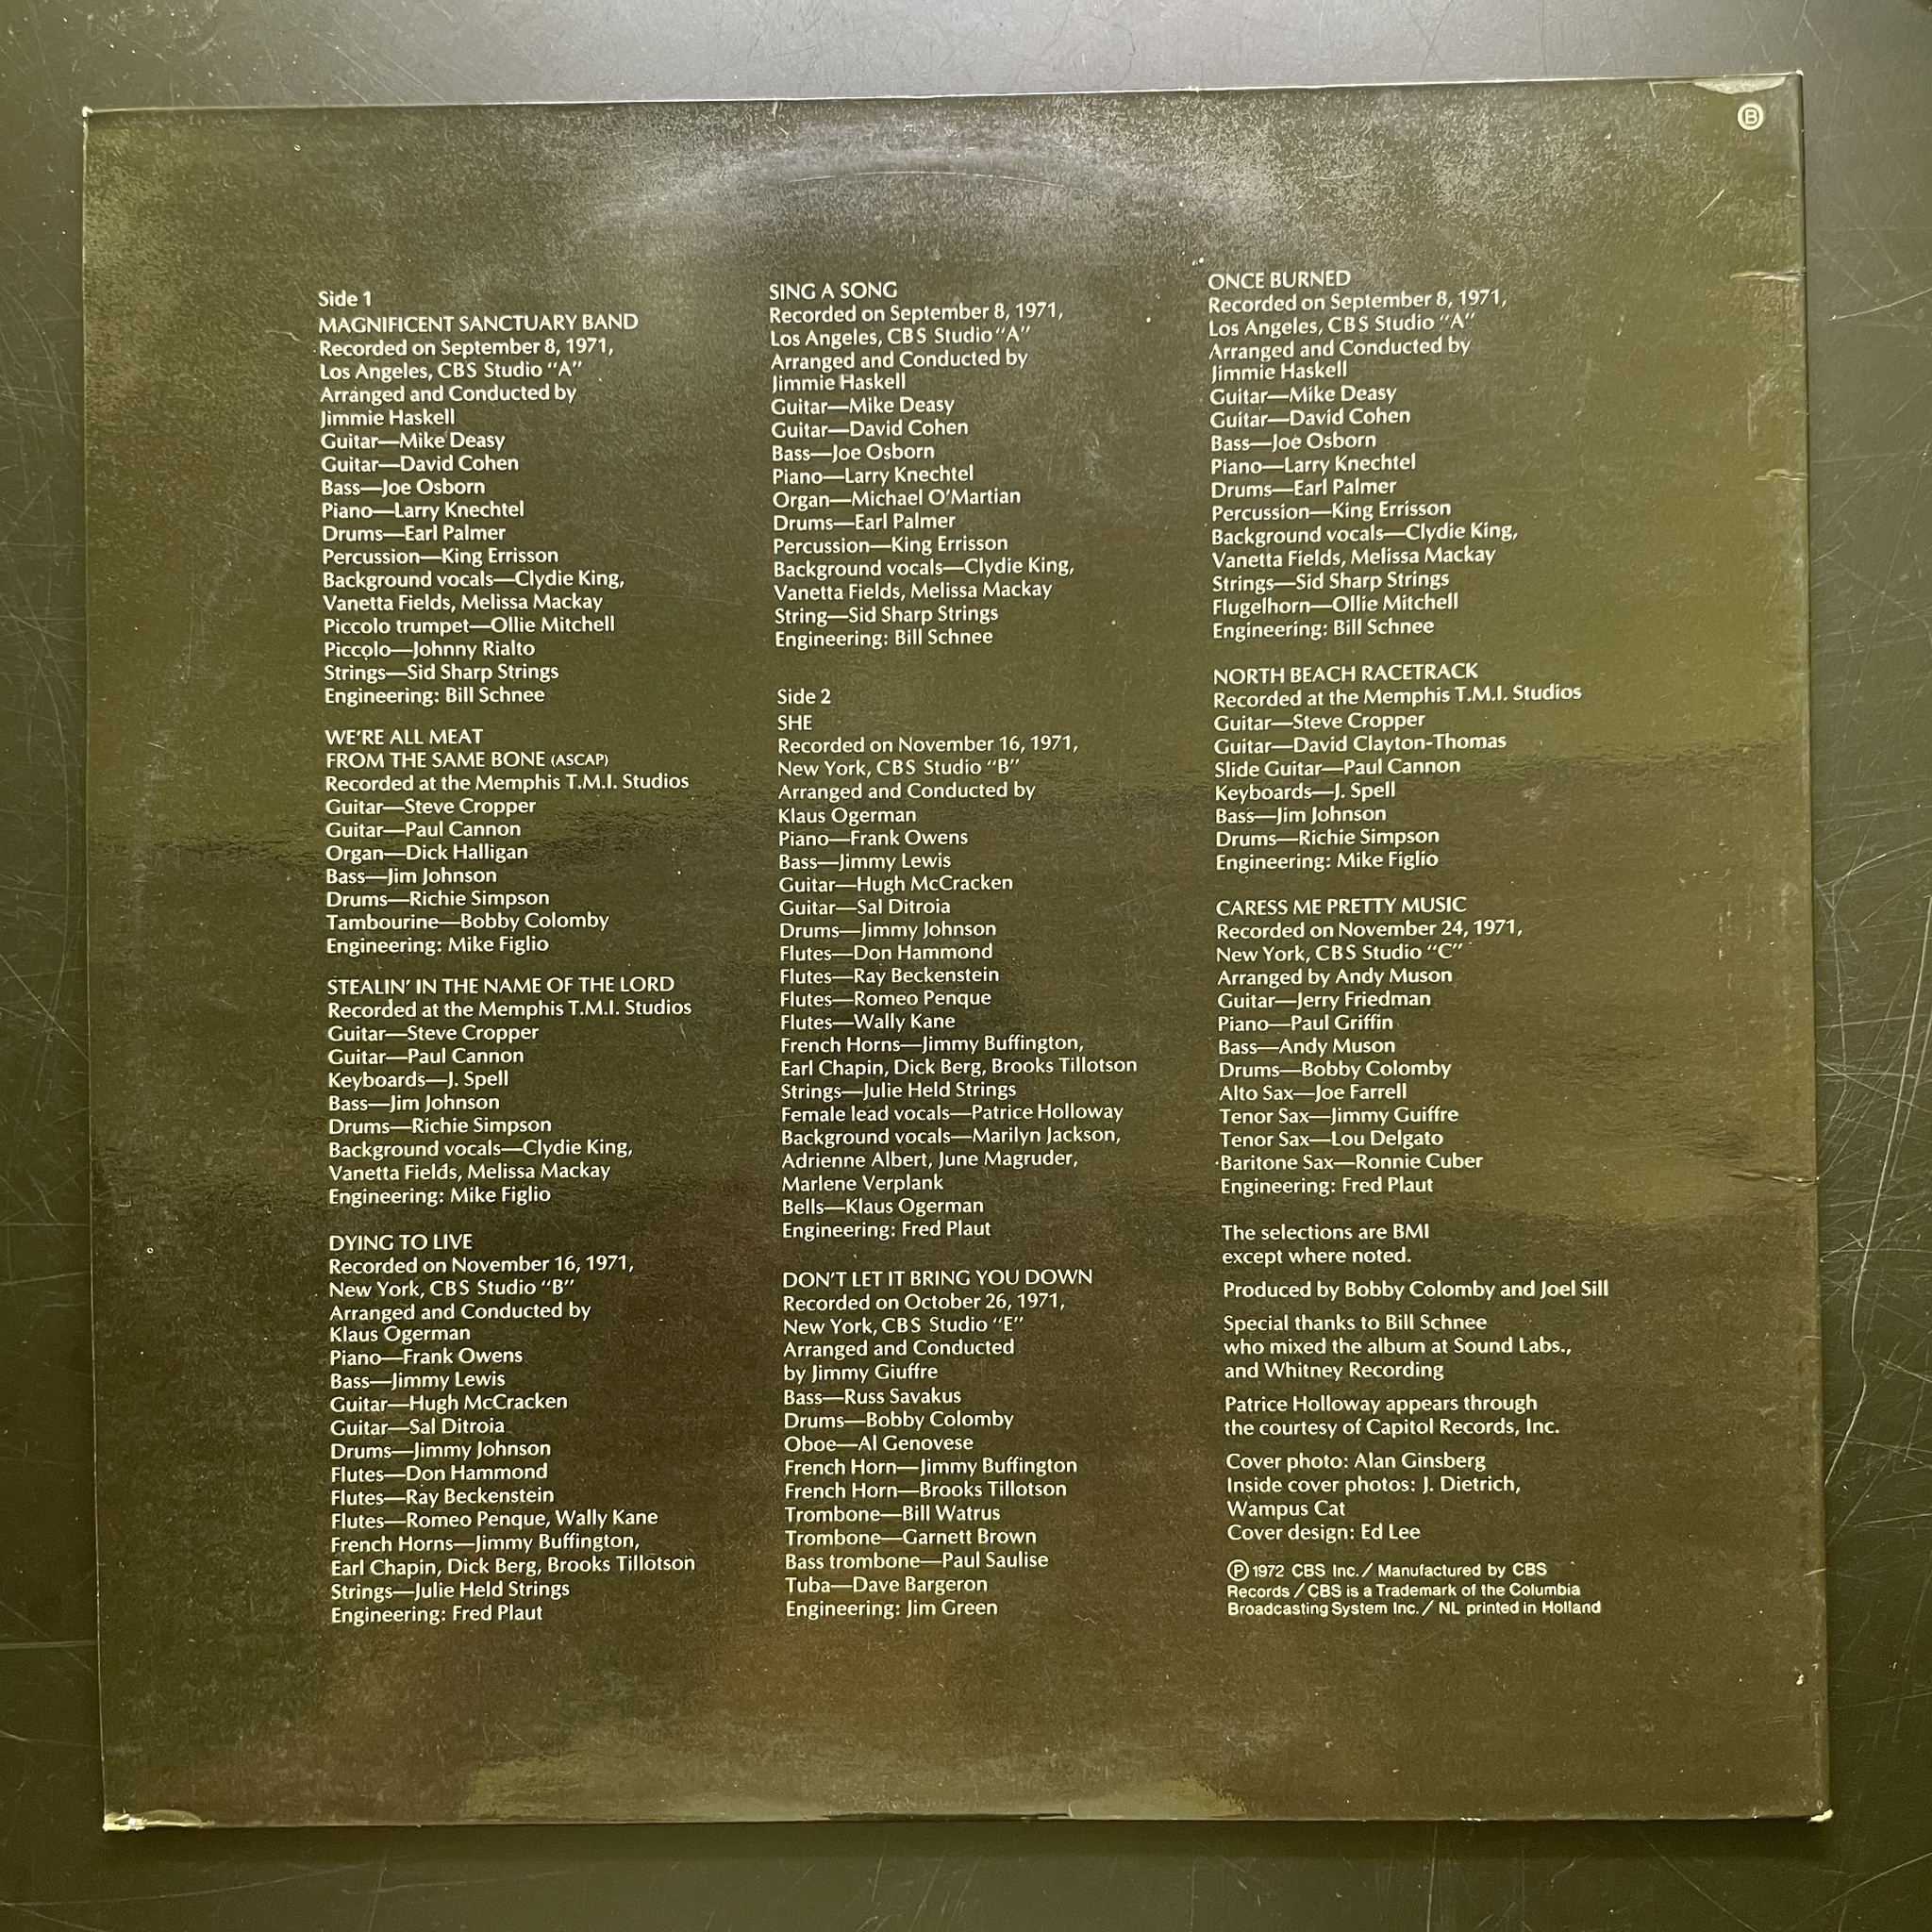 Ⓑ
Side 1
MAGNIFICENT SANCTUARY BAND
Recorded on September 8, 1971,
Los Angeles, CBS Studio “A”
Arranged and Conducted by
Jimmie Haskell
Guitar—Mike Deasy
Guitar—David Cohen
Bass—Joe Osborn
Piano—Larry Knechtel
Drums—Earl Palmer
Percussion—King Errisson
Background vocals—Clydie King,
Vanetta Fields, Melissa Mackay
Piccolo trumpet—Ollie Mitchell
Piccolo—Johnny Rialto
Strings—Sid Sharp Strings
Engineering: Bill Schnee
WE’RE ALL MEAT
FROM THE SAME BONE (ASCAP)
Recorded at the Memphis T.M.I. Studios
Guitar—Steve Cropper
Guitar—Paul Cannon
Organ—Dick Halligan
Bass—Jim Johnson
Drums—Richie Simpson
Tambourine—Bobby Colomby
Engineering: Mike Figlio
STEALIN’ IN THE NAME OF THE LORD
Recorded at the Memphis T.M.I. Studios
Guitar—Steve Cropper
Guitar—Paul Cannon
Keyboards—J. Spell
Bass—Jim Johnson
Drums—Richie Simpson
Background vocals—Clydie King,
Vanetta Fields, Melissa Mackay
Engineering: Mike Figlio
DYING TO LIVE
Recorded on November 16, 1971,
New York, CBS Studio “B”
Arranged and Conducted by
Klaus Ogerman
Piano—Frank Owens
Bass—Jimmy Lewis
Guitar—Hugh McCracken
Guitar—Sal Ditroia
Drums—Jimmy Johnson
Flutes—Don Hammond
Flutes—Ray Beckenstein
Flutes—Romeo Penque, Wally Kane
French Horns—Jimmy Buffington,
Earl Chapin, Dick Berg, Brooks Tillotson
Strings—Julie Held Strings
Engineering: Fred Plaut
SING A SONG
Recorded on September 8, 1971,
Los Angeles, CBS Studio “A”
Arranged and Conducted by
Jimmie Haskell
Guitar—Mike Deasy
Guitar—David Cohen
Bass—Joe Osborn
Piano—Larry Knechtel
Organ—Michael O’Martian
Drums—Earl Palmer
Percussion—King Errisson
Background vocals—Clydie King,
Vanetta Fields, Melissa Mackay
String—Sid Sharp Strings
Engineering: Bill Schnee
Side 2
SHE
Recorded on November 16, 1971,
New York, CBS Studio “B”
Arranged and Conducted by
Klaus Ogerman
Piano—Frank Owens
Bass—Jimmy Lewis
Guitar—Hugh McCracken
Guitar—Sal Ditroia
Drums—Jimmy Johnson
Flutes—Don Hammond
Flutes—Ray Beckenstein
Flutes—Romeo Penque
Flutes—Wally Kane
French Horns—Jimmy Buffington,
Earl Chapin, Dick Berg, Brooks Tillotson
Strings—Julie Held Strings
Female lead vocals—Patrice Holloway
Background vocals—Marilyn Jackson,
Adrienne Albert, June Magruder,
Marlene Verplank
Bells—Klaus Ogerman
Engineering: Fred Plaut
DON’T LET IT BRING YOU DOWN
Recorded on October 26, 1971,
New York, CBS Studio “E”
Arranged and Conducted
by Jimmy Giuffre
Bass—Russ Savakus
Drums—Bobby Colomby
Oboe—Al Genovese
French Horn—Jimmy Buffington
French Horn—Brooks Tillotson
Trombone—Bill Watrus
Trombone—Garnett Brown
Bass trombone—Paul Saulise
Tuba—Dave Bargeron
Engineering: Jim Green
ONCE BURNED
Recorded on September 8, 1971,
Los Angeles, CBS Studio “A”
Arranged and Conducted by
Jimmie Haskell
Guitar—Mike Deasy
Guitar—David Cohen
Bass—Joe Osborn
Piano—Larry Knechtel
Drums—Earl Palmer
Percussion—King Errisson
Background vocals—Clydie King,
Vanetta Fields, Melissa Mackay
Strings—Sid Sharp Strings
Flugelhorn—Ollie Mitchell
Engineering: Bill Schnee
NORTH BEACH RACETRACK
Recorded at the Memphis T.M.I. Studios
Guitar—Steve Cropper
Guitar—David Clayton-Thomas
Slide Guitar—Paul Cannon
Keyboards—J. Spell
Bass—Jim Johnson
Drums—Richie Simpson
Engineering: Mike Figlio
CARESS ME PRETTY MUSIC
Recorded on November 24, 1971,
New York, CBS Studio “C”
Arranged by Andy Muson
Guitar—Jerry Friedman
Piano—Paul Griffin
Bass—Andy Muson
Drums—Bobby Colomby
Alto Sax—Joe Farrell
Tenor Sax—Jimmy Guiffre
Tenor Sax—Lou Delgato
Baritone Sax—Ronnie Cuber
Engineering: Fred Plaut
The selections are BMI
except where noted.
Produced by Bobby Colomby and Joel Sill
Special thanks to Bill Schnee
who mixed the album at Sound Labs.,
and Whitney Recording
Patrice Holloway appears through
the courtesy of Capitol Records, Inc.
Cover photo: Alan Ginsberg
Inside cover photos: J. Dietrich,
Wampus Cat
Cover design: Ed Lee
℗ 1972 CBS Inc. / Manufactured by CBS
Records / CBS is a Trademark of the Columbia
Broadcasting System Inc. / NL printed in Holland